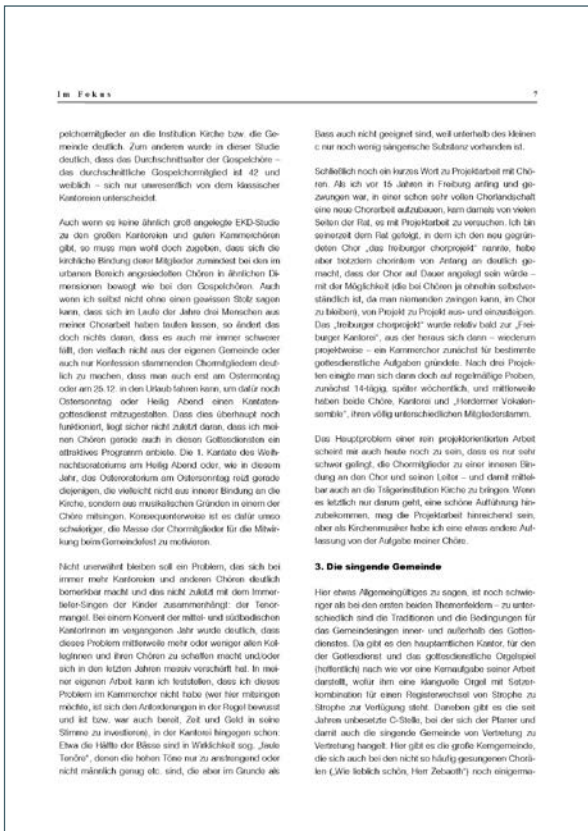 Im Fokus 7
pelchormitglieder an die Institution Kirche bzw. die Ge-
meinde deutlich. Zum anderen wurde in dieser Studie
deutlich, dass das Durchschnittsalter der Gospelchöre –
das durchschnittliche Gospelchormitglied ist 42 und
weiblich – sich nur unwesentlich von dem klassischer
Kantoreien unterscheidet.
Auch wenn es keine ähnlich groß angelegte EKD-Studie
zu den großen Kantoreien und guten Kammerchören
gibt, so muss man wohl doch zugeben, dass sich die
kirchliche Bindung derer Mitglieder zumindest bei den im
urbanen Bereich angesiedelten Chören in ähnlichen Di-
mensionen bewegt wie bei den Gospelchören. Auch
wenn ich selbst nicht ohne einen gewissen Stolz sagen
kann, dass sich im Laufe der Jahre drei Menschen aus
meiner Chorarbeit haben taufen lassen, so ändert das
doch nichts daran, dass es auch mir immer schwerer
fällt, den vielfach nicht aus der eigenen Gemeinde oder
auch nur Konfession stammenden Chormitgliedern deut-
lich zu machen, dass man auch erst am Ostermontag
oder am 25.12. in den Urlaub fahren kann, um dafür noch
Ostersonntag oder Heilig Abend einen Kantaten-
gottesdienst mitzugestalten. Dass dies überhaupt noch
funktioniert, liegt sicher nicht zuletzt daran, dass ich mei-
nen Chören gerade auch in diesen Gottesdiensten ein
attraktives Programm anbiete. Die 1. Kantate des Weih-
nachtsoratoriums am Heilig Abend oder, wie in diesem
Jahr, das Osteroratorium am Ostersonntag reizt gerade
diejenigen, die vielleicht nicht aus innerer Bindung an die
Kirche, sondern aus musikalischen Gründen in einem der
Chöre mitsingen. Konsequenterweise ist es dafür umso
schwieriger, die Masse der Chormitglieder für die Mitwir-
kung beim Gemeindefest zu motivieren.
Nicht unerwähnt bleiben soll ein Problem, das sich bei
immer mehr Kantoreien und anderen Chören deutlich
bemerkbar macht und das nicht zuletzt mit dem Immer-
tiefer-Singen der Kinder zusammenhängt: der Tenor-
mangel. Bei einem Konvent der mittel- und südbadischen
KantorInnen im vergangenen Jahr wurde deutlich, dass
dieses Problem mittlerweile mehr oder weniger allen Kol-
legInnen und ihren Chören zu schaffen macht und/oder
sich in den letzten Jahren massiv verschärft hat. In mei-
ner eigenen Arbeit kann ich feststellen, dass ich dieses
Problem im Kammerchor nicht habe (wer hier mitsingen
möchte, ist sich den Anforderungen in der Regel bewusst
und ist bzw. war auch bereit, Zeit und Geld in seine
Stimme zu investieren), in der Kantorei hingegen schon:
Etwa die Hälfte der Bässe sind in Wirklichkeit sog. „faule
Tenöre“, denen die hohen Töne nur zu anstrengend oder
nicht männlich genug etc. sind, die aber im Grunde als
Bass auch nicht geeignet sind, weil unterhalb des kleinen
c nur noch wenig sängerische Substanz vorhanden ist.
Schließlich noch ein kurzes Wort zu Projektarbeit mit Chö-
ren. Als ich vor 15 Jahren in Freiburg anfing und ge-
zwungen war, in einer schon sehr vollen Chorlandschaft
eine neue Chorarbeit aufzubauen, kam damals von vielen
Seiten der Rat, es mit Projektarbeit zu versuchen. Ich bin
seinerzeit dem Rat gefolgt, in dem ich den neu gegrün-
deten Chor „das freiburger chorprojekt“ nannte, habe
aber trotzdem chorintern von Anfang an deutlich ge-
macht, dass der Chor auf Dauer angelegt sein würde –
mit der Möglichkeit (die bei Chören ja ohnehin selbstver-
ständlich ist, da man niemanden zwingen kann, im Chor
zu bleiben), von Projekt zu Projekt aus- und einzusteigen.
Das „freiburger chorprojekt“ wurde relativ bald zur „Frei-
burger Kantorei“, aus der heraus sich dann – wiederum
projektweise – ein Kammerchor zunächst für bestimmte
gottesdienstliche Aufgaben gründete. Nach drei Projek-
ten einigte man sich dann doch auf regelmäßige Proben,
zunächst 14-tägig, später wöchentlich, und mittlerweile
haben beide Chöre, Kantorei und „Herdermer Vokalen-
semble“, ihren völlig unterschiedlichen Mitgliederstamm.
Das Hauptproblem einer rein projektorientierten Arbeit
scheint mir auch heute noch zu sein, dass es nur sehr
schwer gelingt, die Chormitglieder zu einer inneren Bin-
dung an den Chor und seinen Leiter – und damit mittel-
bar auch an die Trägerinstitution Kirche zu bringen. Wenn
es letztlich nur darum geht, eine schöne Aufführung hin-
zubekommen, mag die Projektarbeit hinreichend sein,
aber als Kirchenmusiker habe ich eine etwas andere Auf-
fassung von der Aufgabe meiner Chöre.
3. Die singende Gemeinde
Hier etwas Allgemeingültiges zu sagen, ist noch schwie-
riger als bei den ersten beiden Themenfeldern – zu unter-
schiedlich sind die Traditionen und die Bedingungen für
das Gemeindesingen inner- und außerhalb des Gottes-
dienstes. Da gibt es den hauptamtlichen Kantor, für den
der Gottesdienst und das gottesdienstliche Orgelspiel
(hoffentlich) nach wie vor eine Kernaufgabe seiner Arbeit
darstellt, wofür ihm eine klangvolle Orgel mit Setzer-
kombination für einen Registerwechsel von Strophe zu
Strophe zur Verfügung steht. Daneben gibt es die seit
Jahren unbesetzte C-Stelle, bei der sich der Pfarrer und
damit auch die singende Gemeinde von Vertretung zu
Vertretung hangelt. Hier gibt es die große Kerngemeinde,
die sich auch bei den nicht so häufig gesungenen Chorä-
len („Wie lieblich schön, Herr Zebaoth“) noch einigerma-